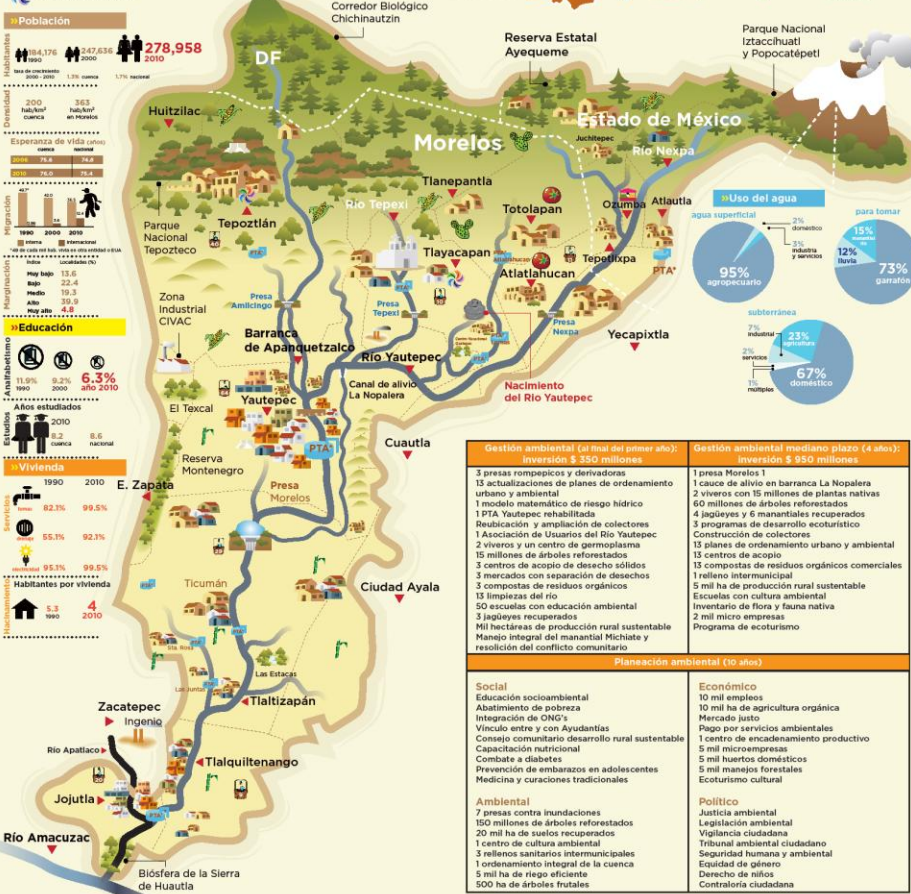 »Población
Habitantes
184,176
1990
247,636
2000
278,958
2010
tasa de crecimiento
2000 - 2010
1.3% cuenca
1.7% nacional
Densidad
200
hab/km²
cuenca
363
hab/km²
en Morelos
Esperanza de vida (años)
cuenca nacional
2000 75.6 74.8
2010 76.0 75.4
Migración
1990 2000 2010
interna internacional
Marginación
Índice Localidades (%)
Muy bajo 13.6
Bajo 22.4
Medio 19.3
Alto 39.9
Muy alto 4.8
»Educación
Analfabetismo
11.9%
1990
9.2%
2000
6.3%
año 2010
Estudios
Años estudiados
2010
8.2
cuenca
8.6
nacional
»Vivienda
Servicios
1990 2010
82.1% 99.5%
drenaje
55.1% 92.1%
electricidad
95.1% 99.5%
Hacinamiento
Habitantes por vivienda
5.3
1990
4
2010
Corredor Biológico
Chichinautzin
Reserva Estatal
Ayequeme
Parque Nacional
Iztaccíhuatl
y Popocatépetl
DF
Huitzilac
Morelos
Estado de México
Juchitepec
Río Nexpa
Tlanepantla
Río Tepexi
Totolapan
Ozumba
Atlautla
Parque
Nacional
Tepozteco
Tepoztlán
Tlayacapan
Atlatlahucan
Atlatlahucan
Tepetlixpa
PTA*
Zona
Industrial
CIVAC
Presa
Amilcingo
Presa
Tepexi
Presa
Nexpa
Yecapixtla
Barranca
de Apanquetzalco
Río Yautepec
PTA
Canal de alivio
La Nopalera
Nacimiento
del Río Yautepec
El Texcal
Yautepec
PTA
Cuautla
Reserva
Montenegro
E. Zapata
Presa
Morelos
Ticumán
Ciudad Ayala
Sta. Rosa
Las Juntas
Las Estacas
Tlaltizapán
Zacatepec
Ingenio
Río Apatlaco
Tlalquiltenango
Jojutla
PTA
Río Amacuzac
Biósfera de la Sierra
de Huautla
»Uso del agua
agua superficial
2%
doméstico
3%
industria
y servicios
95%
agropecuario
para tomar
15%
12%
lluvia
73%
garrafón
subterránea
7%
industrial
23%
agricultura
2%
servicios
67%
doméstico
1%
múltiples
Gestión ambiental (al final del primer año):
inversión $ 350 millones
3 presas rompepicos y derivadoras
13 actualizaciones de planes de ordenamiento
urbano y ambiental
1 modelo matemático de riesgo hídrico
1 PTA Yautepec rehabilitada
Reubicación y ampliación de colectores
1 Asociación de Usuarios del Río Yautepec
2 viveros y un centro de germoplasma
15 millones de árboles reforestados
3 centros de acopio de desecho sólidos
3 mercados con separación de desechos
3 compostas de residuos orgánicos
13 limpiezas del río
50 escuelas con educación ambiental
3 jagüeyes recuperados
Mil hectáreas de producción rural sustentable
Manejo integral del manantial Michiate y
resolición del conflicto comunitario
Gestión ambiental mediano plazo (4 años):
inversión $ 950 millones
1 presa Morelos 1
1 cauce de alivio en barranca La Nopalera
2 viveros con 15 millones de plantas nativas
60 millones de árboles reforestados
4 jagüeyes y 6 manantiales recuperados
3 programas de desarrollo ecoturístico
Construcción de colectores
13 planes de ordenamiento urbano y ambiental
13 centros de acopio
13 compostas de residuos orgánicos comerciales
1 relleno intermunicipal
5 mil ha de producción rural sustentable
Escuelas con cultura ambiental
Inventario de flora y fauna nativa
2 mil micro empresas
Programa de ecoturismo
Planeación ambiental (10 años)
Social
Educación socioambiental
Abatimiento de pobreza
Integración de ONG's
Vínculo entre y con Ayudantías
Consejo comunitario desarrollo rural sustentable
Capacitación nutricional
Combate a diabetes
Prevención de embarazos en adolescentes
Medicina y curaciones tradicionales
Económico
10 mil empleos
10 mil ha de agricultura orgánica
Mercado justo
Pago por servicios ambientales
1 centro de encadenamiento productivo
5 mil microempresas
5 mil huertos domésticos
5 mil manejos forestales
Ecoturismo cultural
Ambiental
7 presas contra inundaciones
150 millones de árboles reforestados
20 mil ha de suelos recuperados
1 centro de cultura ambiental
3 rellenos sanitarios intermunicipales
1 ordenamiento integral de la cuenca
5 mil ha de riego eficiente
500 ha de árboles frutales
Político
Justicia ambiental
Legislación ambiental
Vigilancia ciudadana
Tribunal ambiental ciudadano
Seguridad humana y ambiental
Equidad de género
Derecho de niños
Contraloría ciudadana